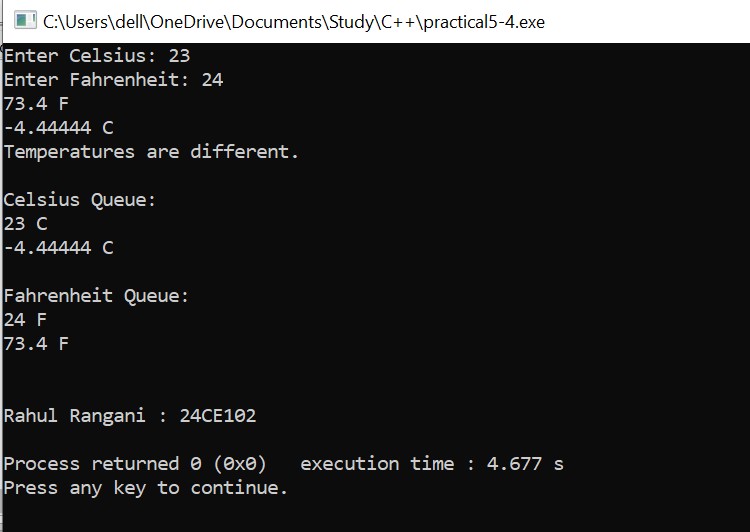 C:\Users\dell\OneDrive\Documents\Study\C++\practical5-4.exe
Enter Celsius: 23
Enter Fahrenheit: 24
73.4 F
-4.44444 C
Temperatures are different.
Celsius Queue:
23 C
-4.44444 C
Fahrenheit Queue:
24 F
73.4 F
Rahul Rangani : 24CE102
Process returned 0 (0x0)   execution time : 4.677 s
Press any key to continue.